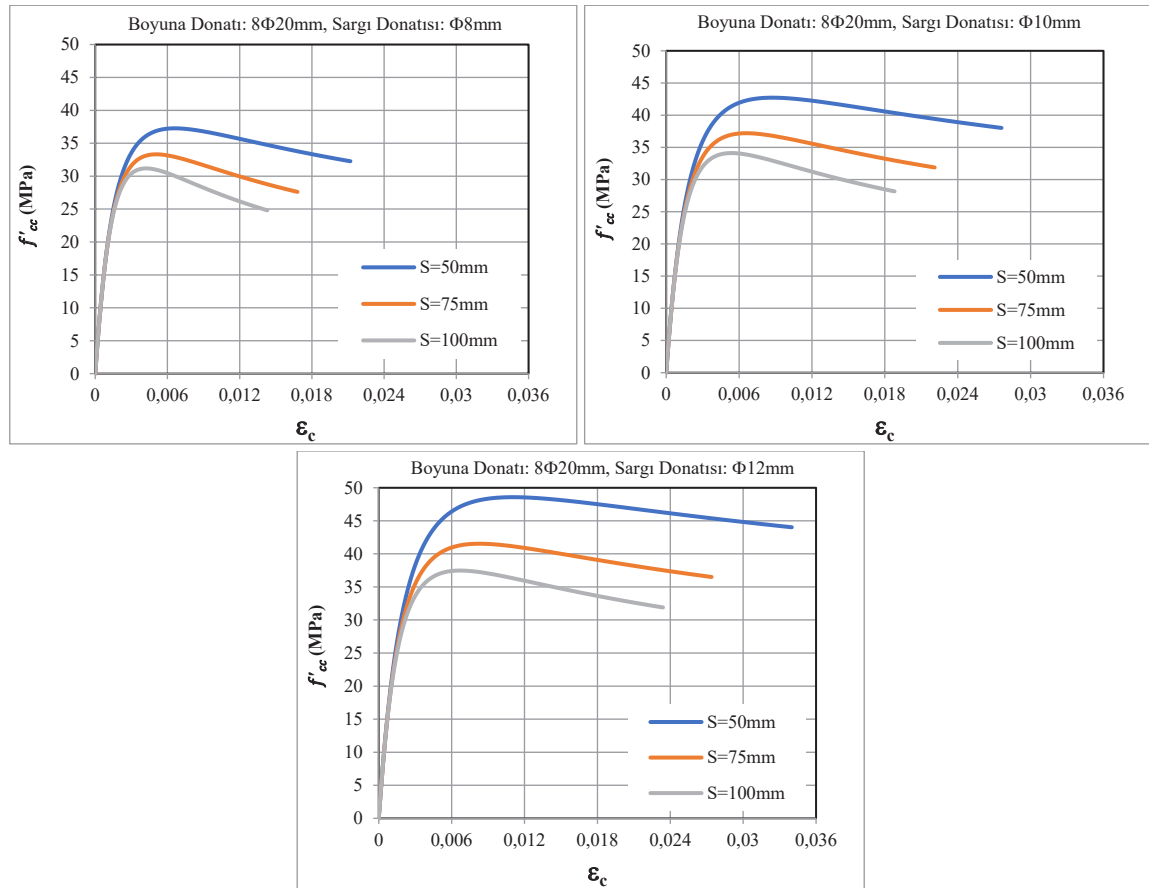 Boyuna Donatı: 8Φ20mm, Sargı Donatısı: Φ8mm
50
45
40
35
30
25
20
15
10
5
0
f'cc (MPa)
S=50mm
S=75mm
S=100mm
0 0,006 0,012 0,018 0,024 0,03 0,036
εc
Boyuna Donatı: 8Φ20mm, Sargı Donatısı: Φ10mm
50
45
40
35
30
25
20
15
10
5
0
f'cc (MPa)
S=50mm
S=75mm
S=100mm
0 0,006 0,012 0,018 0,024 0,03 0,036
εc
Boyuna Donatı: 8Φ20mm, Sargı Donatısı: Φ12mm
50
45
40
35
30
25
20
15
10
5
0
f'cc (MPa)
S=50mm
S=75mm
S=100mm
0 0,006 0,012 0,018 0,024 0,03 0,036
εc